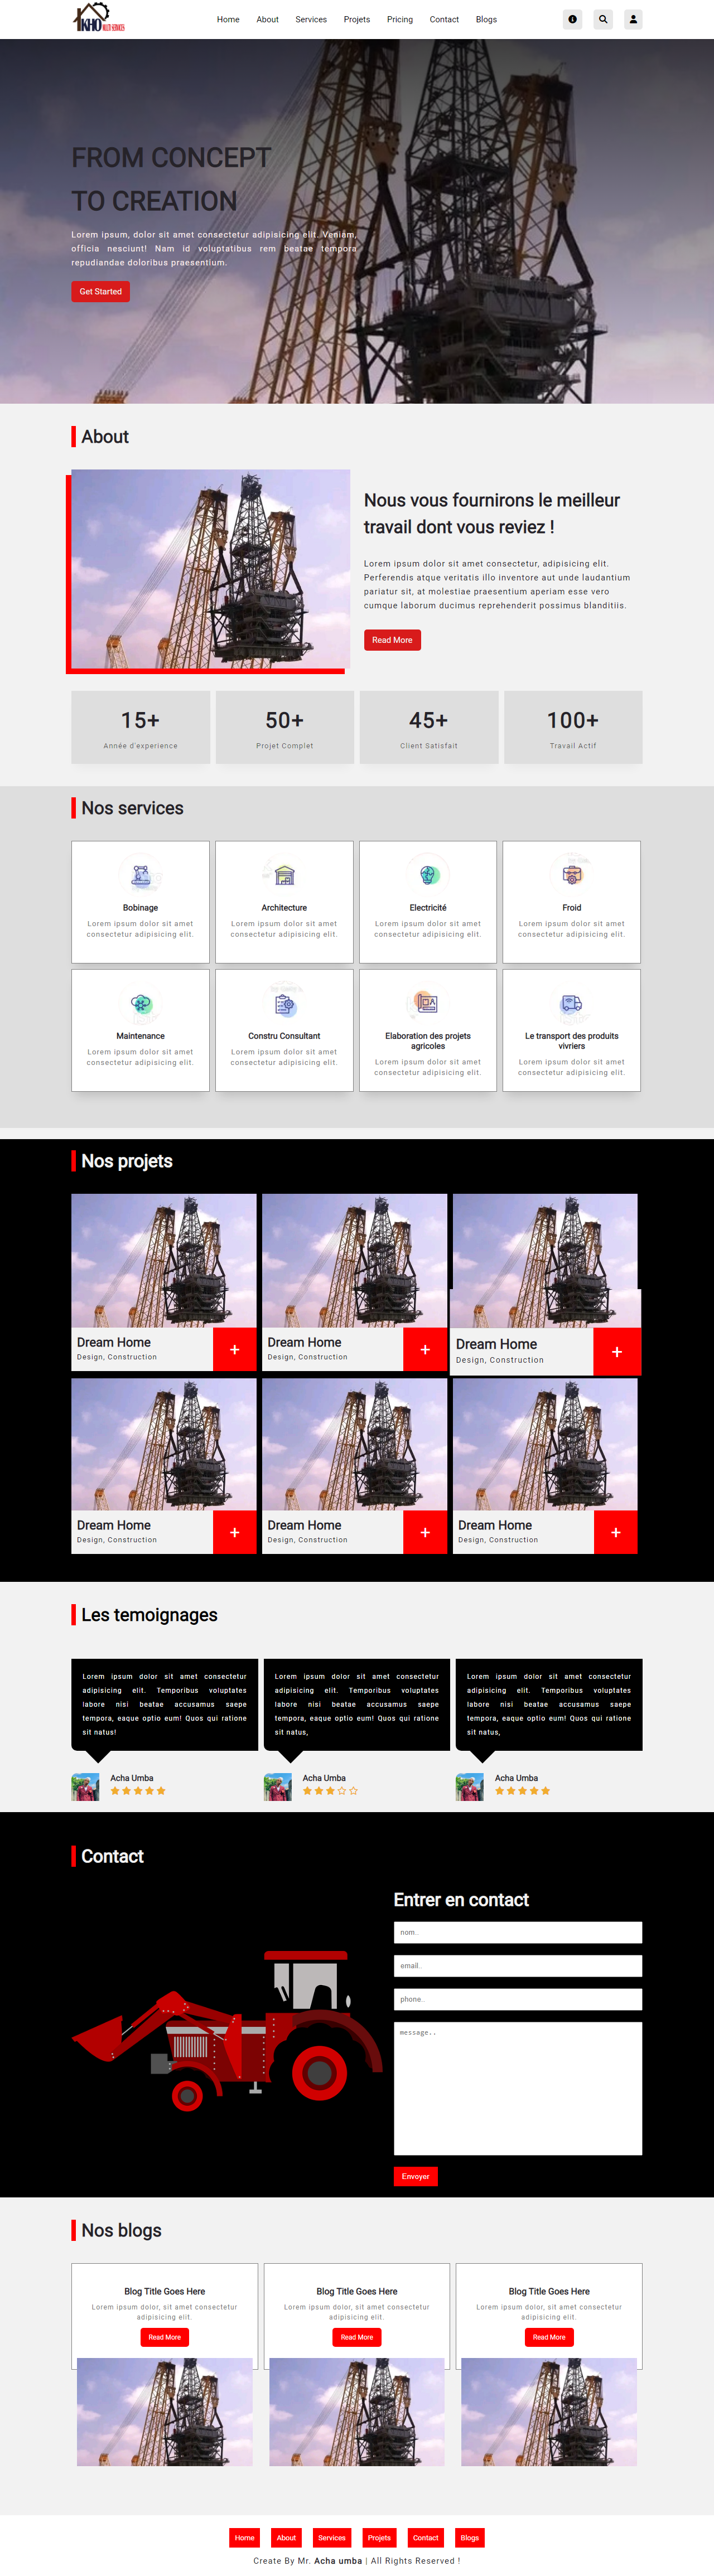 KHO MULTI SERVICES
Home About Services Projets Pricing Contact Blogs
FROM CONCEPT
TO CREATION
Lorem ipsum, dolor sit amet consectetur adipisicing elit. Veniam,
officia nesciunt! Nam id voluptatibus rem beatae tempora
repudiandae doloribus praesentium.
Get Started
About
Nous vous fournirons le meilleur
travail dont vous reviez !
Lorem ipsum dolor sit amet consectetur, adipisicing elit.
Perferendis atque veritatis illo inventore aut unde laudantium
pariatur sit, at molestiae praesentium aperiam esse vero
cumque laborum ducimus reprehenderit possimus blanditiis.
Read More
15+
Année d'experience
50+
Projet Complet
45+
Client Satisfait
100+
Travail Actif
Nos services
Bobinage
Lorem ipsum dolor sit amet
consectetur adipisicing elit.
Architecture
Lorem ipsum dolor sit amet
consectetur adipisicing elit.
Electricité
Lorem ipsum dolor sit amet
consectetur adipisicing elit.
Froid
Lorem ipsum dolor sit amet
consectetur adipisicing elit.
Maintenance
Lorem ipsum dolor sit amet
consectetur adipisicing elit.
Constru Consultant
Lorem ipsum dolor sit amet
consectetur adipisicing elit.
Elaboration des projets
agricoles
Lorem ipsum dolor sit amet
consectetur adipisicing elit.
Le transport des produits
vivriers
Lorem ipsum dolor sit amet
consectetur adipisicing elit.
Nos projets
Dream Home
Design, Construction
+
Dream Home
Design, Construction
+
Dream Home
Design, Construction
+
Dream Home
Design, Construction
+
Dream Home
Design, Construction
+
Dream Home
Design, Construction
+
Les temoignages
Lorem ipsum dolor sit amet consectetur
adipisicing elit. Temporibus voluptates
labore nisi beatae accusamus saepe
tempora, eaque optio eum! Quos qui ratione
sit natus!
Acha Umba
Lorem ipsum dolor sit amet consectetur
adipisicing elit. Temporibus voluptates
labore nisi beatae accusamus saepe
tempora, eaque optio eum! Quos qui ratione
sit natus,
Acha Umba
Lorem ipsum dolor sit amet consectetur
adipisicing elit. Temporibus voluptates
labore nisi beatae accusamus saepe
tempora, eaque optio eum! Quos qui ratione
sit natus,
Acha Umba
Contact
Entrer en contact
nom..
email..
phone..
message..
Envoyer
Nos blogs
Blog Title Goes Here
Lorem ipsum dolor, sit amet consectetur
adipisicing elit.
Read More
Blog Title Goes Here
Lorem ipsum dolor, sit amet consectetur
adipisicing elit.
Read More
Blog Title Goes Here
Lorem ipsum dolor, sit amet consectetur
adipisicing elit.
Read More
Home About Services Projets Contact Blogs
Create By Mr. Acha umba | All Rights Reserved !